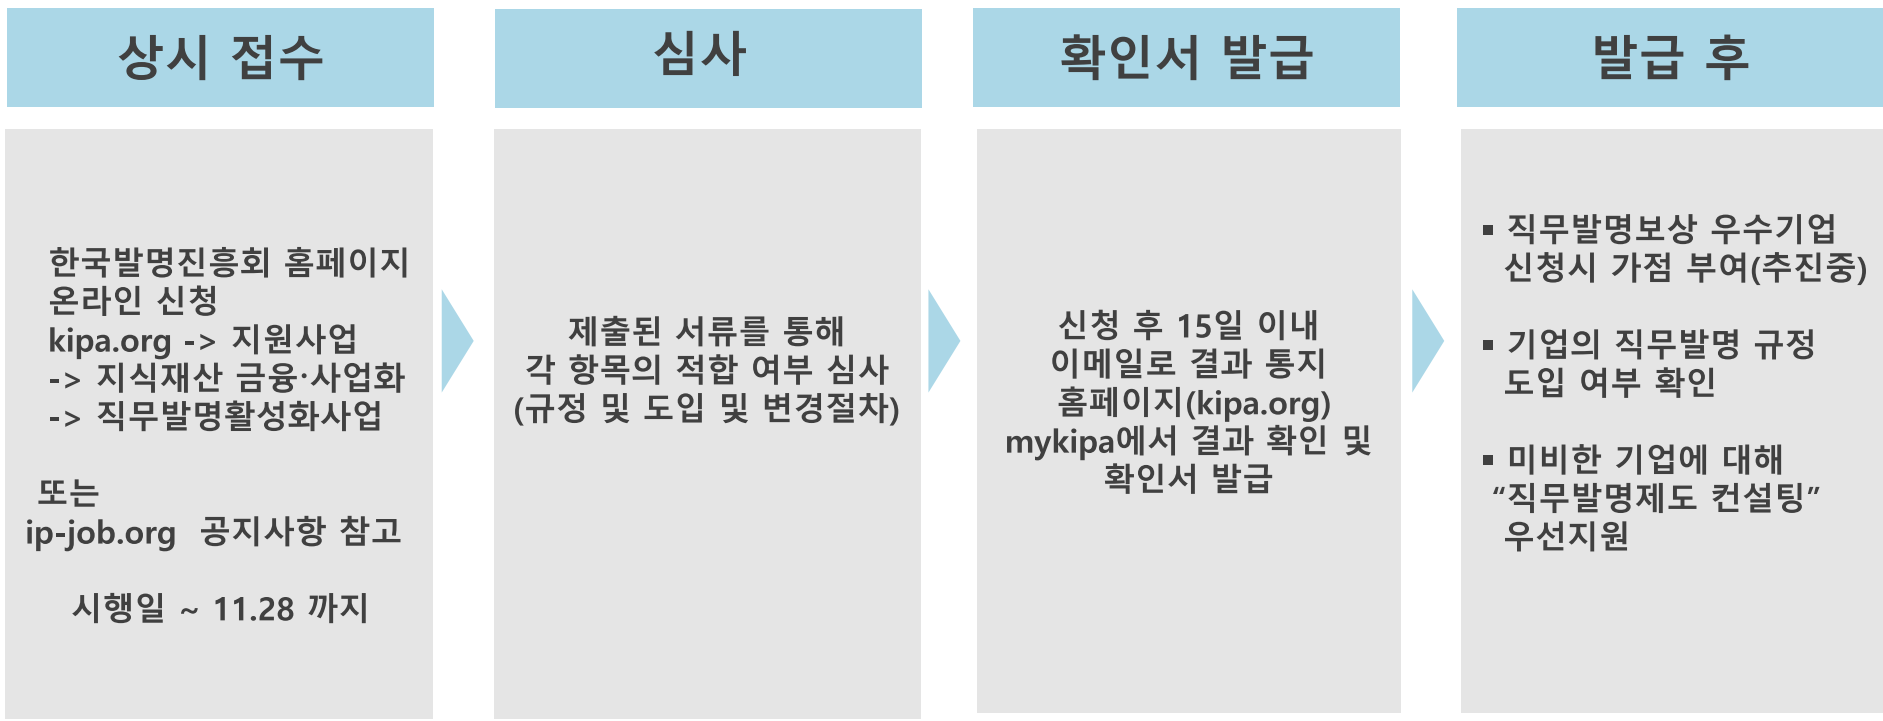 상시 접수
한국발명진흥회 홈페이지
온라인 신청
kipa.org -> 지원사업
-> 지식재산 금융·사업화
-> 직무발명활성화사업
또는
ip-job.org 공지사항 참고
시행일 ~ 11.28 까지
심사
제출된 서류를 통해
각 항목의 적합 여부 심사
(규정 및 도입 및 변경절차)
확인서 발급
신청 후 15일 이내
이메일로 결과 통지
홈페이지(kipa.org)
mykipa에서 결과 확인 및
확인서 발급
발급 후
▪ 직무발명보상 우수기업
신청시 가점 부여(추진중)
▪ 기업의 직무발명 규정
도입 여부 확인
▪ 미비한 기업에 대해
“직무발명제도 컨설팅”
우선지원